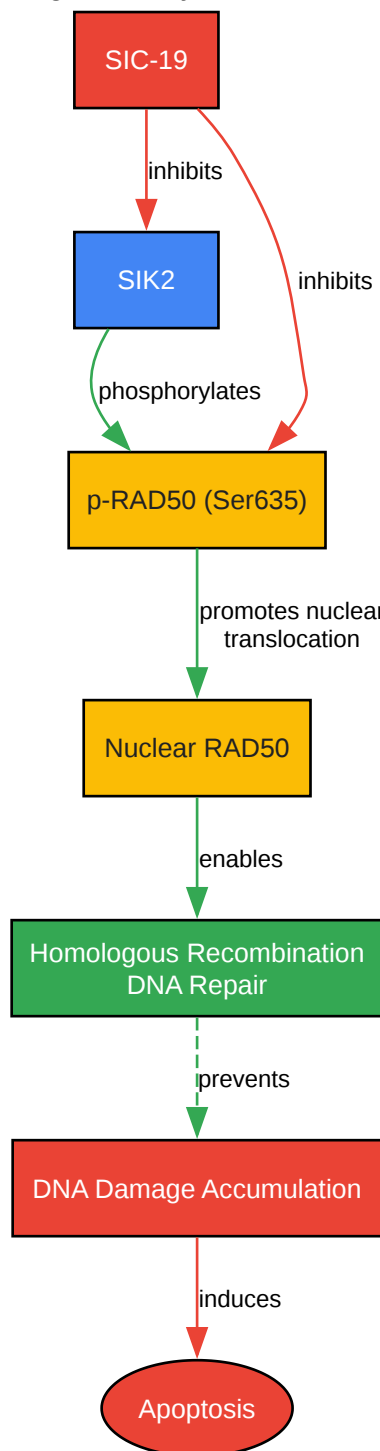 SIC-19
inhibits
SIK2
inhibits
phosphorylates
p-RAD50 (Ser635)
promotes nuclear
translocation
Nuclear RAD50
enables
Homologous Recombination
DNA Repair
prevents
DNA Damage Accumulation
induces
Apoptosis